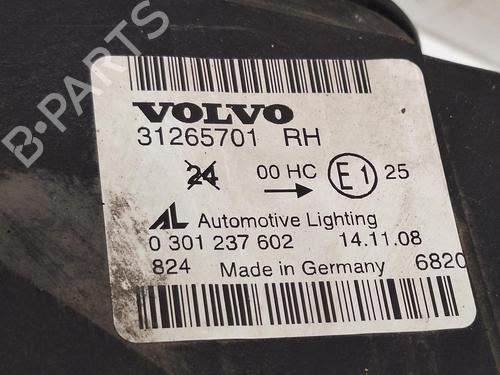 B-PARTS
VOLVO
31265701 RH
24 00 HC E1 25
AL Automotive Lighting
0 301 237 602 14.11.08
824 Made in Germany 6820